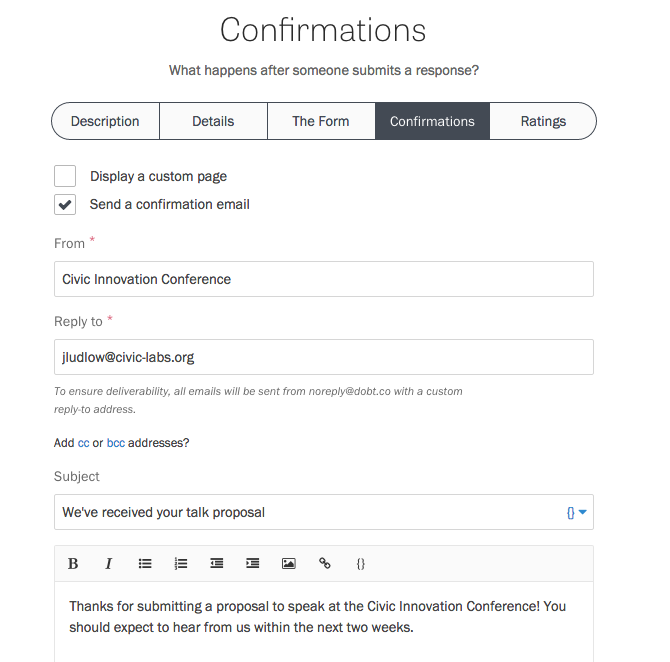 Confirmations
What happens after someone submits a response?
Description Details The Form Confirmations Ratings
Display a custom page
Send a confirmation email
From *
Civic Innovation Conference
Reply to *
jludlow@civic-labs.org
To ensure deliverability, all emails will be sent from noreply@dobt.co with a custom
reply-to address.
Add cc or bcc addresses?
Subject
We've received your talk proposal {}
B I {}
Thanks for submitting a proposal to speak at the Civic Innovation Conference! You
should expect to hear from us within the next two weeks.